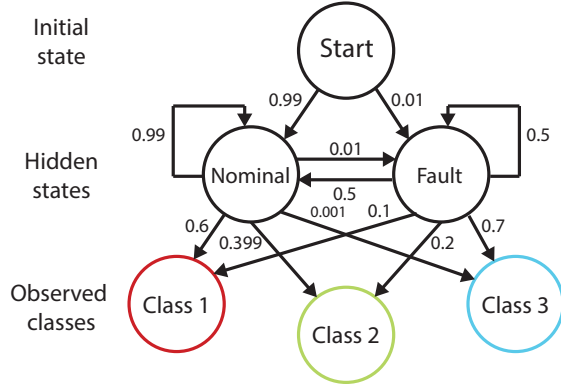 Initial
state
Start
0.99
0.01
0.99
0.01
0.5
Hidden
states
Nominal
Fault
0.5
0.6
0.399
0.001
0.1
0.2
0.7
Observed
classes
Class 1
Class 2
Class 3